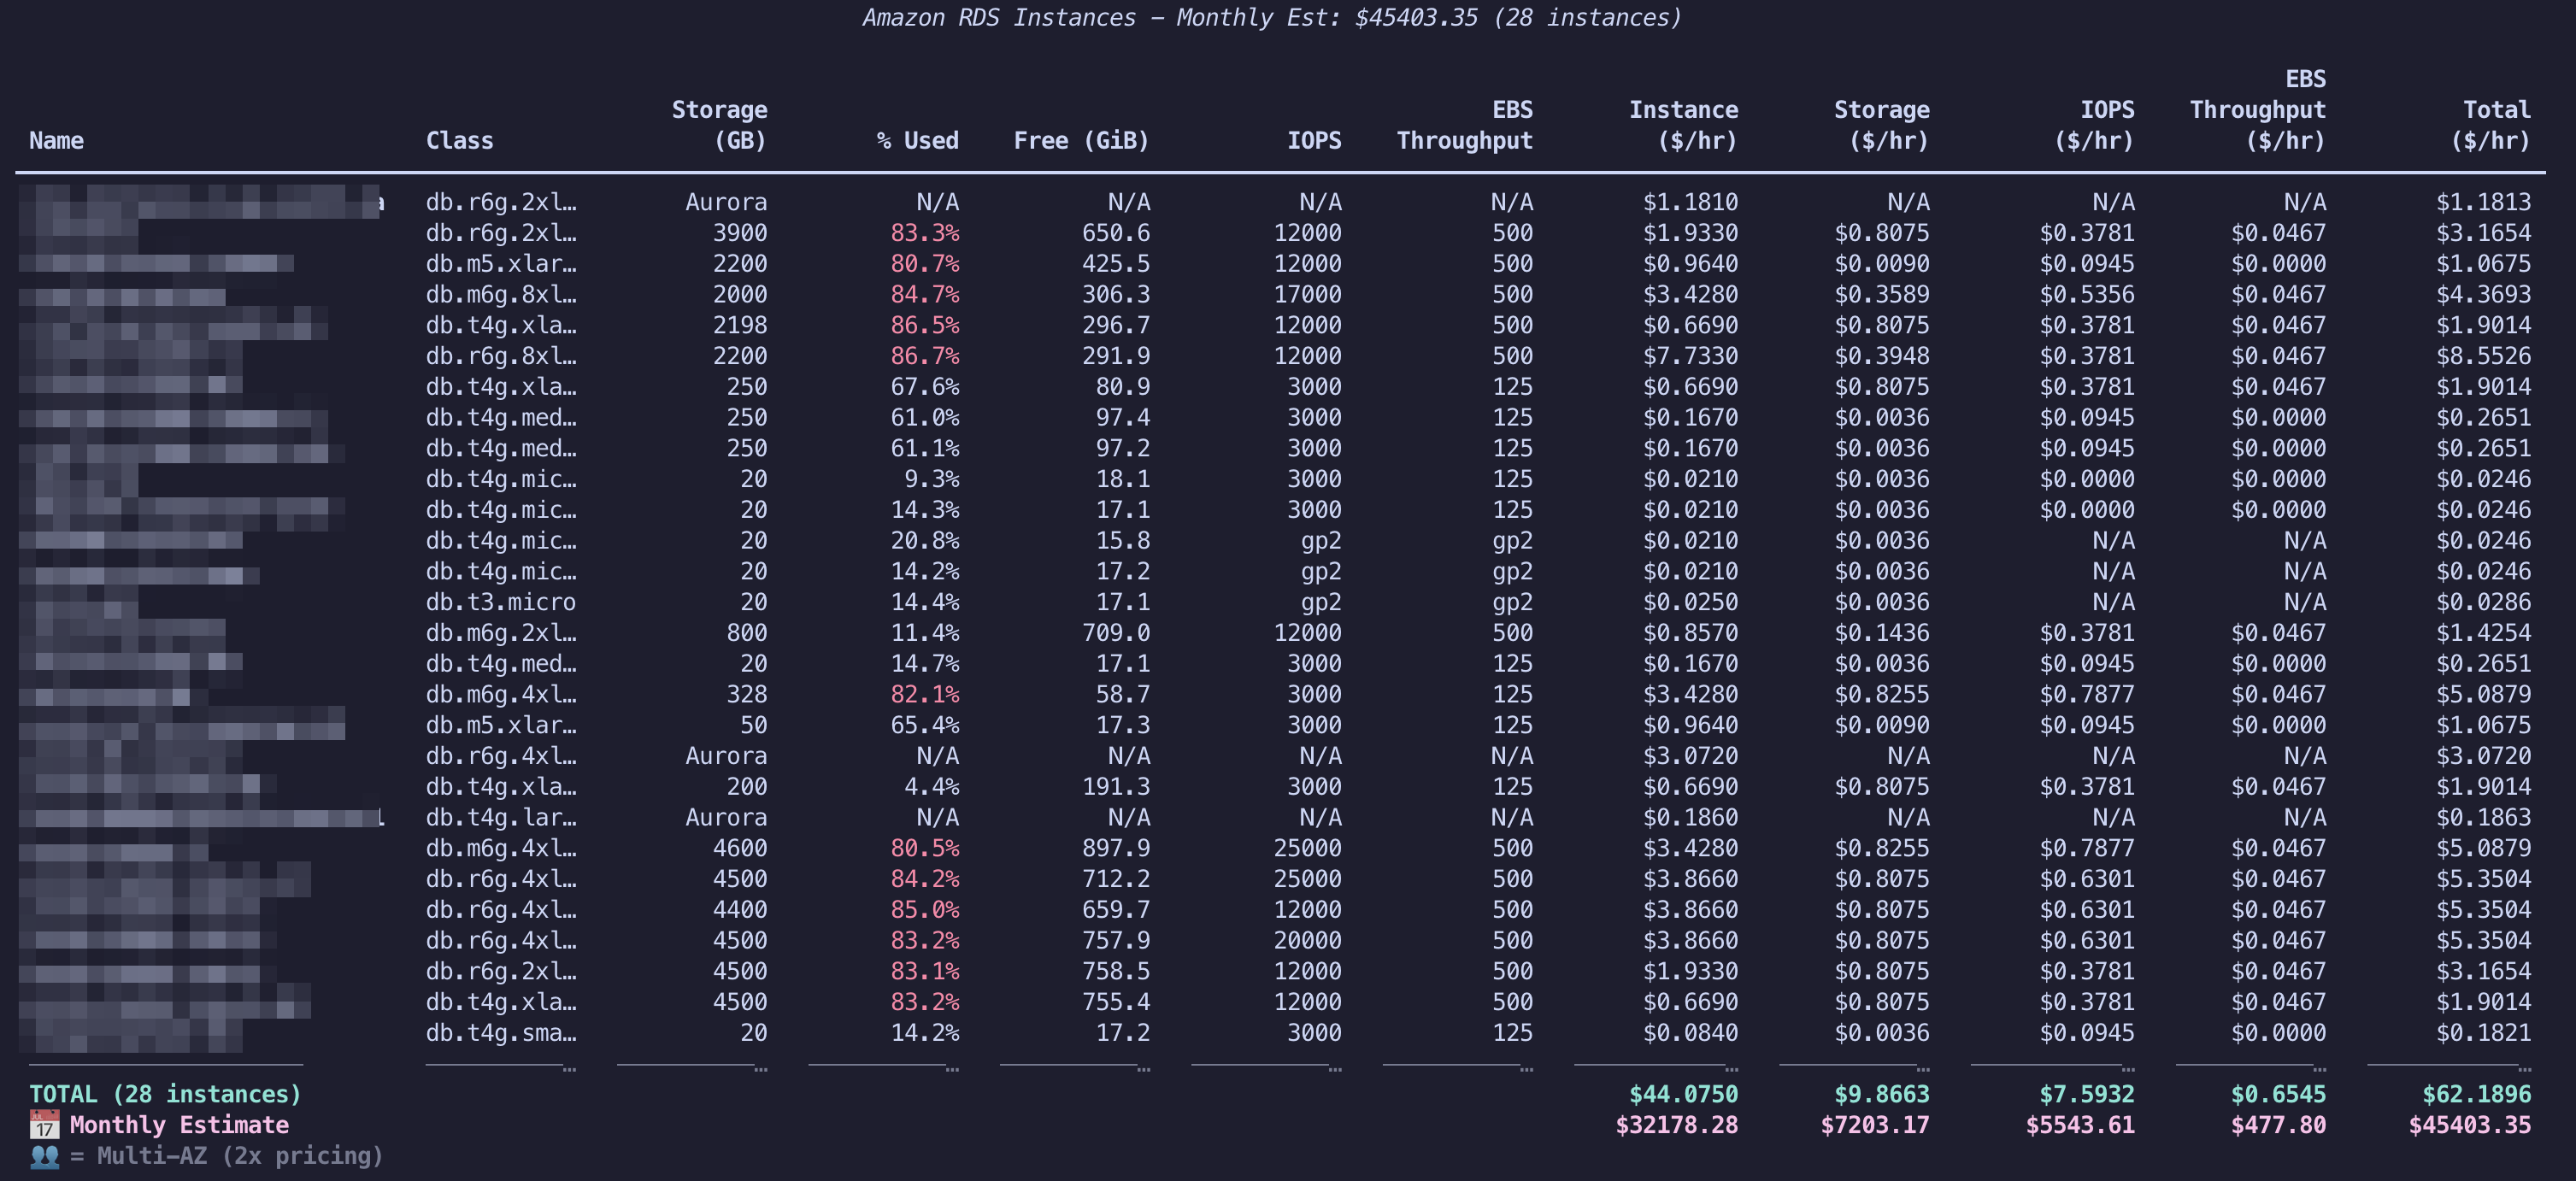 Amazon RDS Instances — Monthly Est: $45403.35 (28 instances)
EBS
Storage EBS Instance Storage IOPS Throughput Total
Name Class (GB) % Used Free (GiB) IOPS Throughput ($/hr) ($/hr) ($/hr) ($/hr) ($/hr)
db.r6g.2xl… Aurora N/A N/A N/A N/A $1.1810 N/A N/A N/A $1.1813
db.r6g.2xl… 3900 83.3% 650.6 12000 500 $1.9330 $0.8075 $0.3781 $0.0467 $3.1654
db.m5.xlar… 2200 80.7% 425.5 12000 500 $0.9640 $0.0090 $0.0945 $0.0000 $1.0675
db.m6g.8xl… 2000 84.7% 306.3 17000 500 $3.4280 $0.3589 $0.5356 $0.0467 $4.3693
db.t4g.xla… 2198 86.5% 296.7 12000 500 $0.6690 $0.8075 $0.3781 $0.0467 $1.9014
db.r6g.8xl… 2200 86.7% 291.9 12000 500 $7.7330 $0.3948 $0.3781 $0.0467 $8.5526
db.t4g.xla… 250 67.6% 80.9 3000 125 $0.6690 $0.8075 $0.3781 $0.0467 $1.9014
db.t4g.med… 250 61.0% 97.4 3000 125 $0.1670 $0.0036 $0.0945 $0.0000 $0.2651
db.t4g.med… 250 61.1% 97.2 3000 125 $0.1670 $0.0036 $0.0945 $0.0000 $0.2651
db.t4g.mic… 20 9.3% 18.1 3000 125 $0.0210 $0.0036 $0.0000 $0.0000 $0.0246
db.t4g.mic… 20 14.3% 17.1 3000 125 $0.0210 $0.0036 $0.0000 $0.0000 $0.0246
db.t4g.mic… 20 20.8% 15.8 gp2 gp2 $0.0210 $0.0036 N/A N/A $0.0246
db.t4g.mic… 20 14.2% 17.2 gp2 gp2 $0.0210 $0.0036 N/A N/A $0.0246
db.t3.micro 20 14.4% 17.1 gp2 gp2 $0.0250 $0.0036 N/A N/A $0.0286
db.m6g.2xl… 800 11.4% 709.0 12000 500 $0.8570 $0.1436 $0.3781 $0.0467 $1.4254
db.t4g.med… 20 14.7% 17.1 3000 125 $0.1670 $0.0036 $0.0945 $0.0000 $0.2651
db.m6g.4xl… 328 82.1% 58.7 3000 125 $3.4280 $0.8255 $0.7877 $0.0467 $5.0879
db.m5.xlar… 50 65.4% 17.3 3000 125 $0.9640 $0.0090 $0.0945 $0.0000 $1.0675
db.r6g.4xl… Aurora N/A N/A N/A N/A $3.0720 N/A N/A N/A $3.0720
db.t4g.xla… 200 4.4% 191.3 3000 125 $0.6690 $0.8075 $0.3781 $0.0467 $1.9014
db.t4g.lar… Aurora N/A N/A N/A N/A $0.1860 N/A N/A N/A $0.1863
db.m6g.4xl… 4600 80.5% 897.9 25000 500 $3.4280 $0.8255 $0.7877 $0.0467 $5.0879
db.r6g.4xl… 4500 84.2% 712.2 25000 500 $3.8660 $0.8075 $0.6301 $0.0467 $5.3504
db.r6g.4xl… 4400 85.0% 659.7 12000 500 $3.8660 $0.8075 $0.6301 $0.0467 $5.3504
db.r6g.4xl… 4500 83.2% 757.9 20000 500 $3.8660 $0.8075 $0.6301 $0.0467 $5.3504
db.r6g.2xl… 4500 83.1% 758.5 12000 500 $1.9330 $0.8075 $0.3781 $0.0467 $3.1654
db.t4g.xla… 4500 83.2% 755.4 12000 500 $0.6690 $0.8075 $0.3781 $0.0467 $1.9014
db.t4g.sma… 20 14.2% 17.2 3000 125 $0.0840 $0.0036 $0.0945 $0.0000 $0.1821
… … … … … … … … … … …
TOTAL (28 instances) $44.0750 $9.8663 $7.5932 $0.6545 $62.1896
📅 Monthly Estimate $32178.28 $7203.17 $5543.61 $477.80 $45403.35
👥 = Multi-AZ (2x pricing)